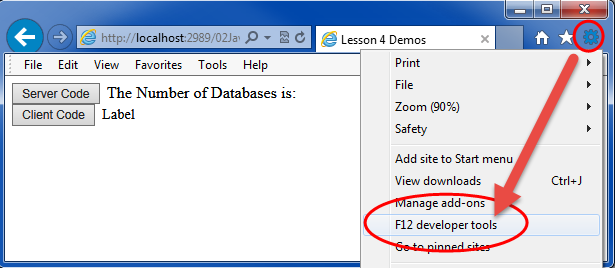 http://localhost:2989/02Jav
Lesson 4 Demos
File Edit View Favorites Tools Help
Server Code The Number of Databases is:
Client Code Label
Print
File
Zoom (90%)
Safety
Add site to Start menu
View downloads Ctrl+J
Manage add-ons
F12 developer tools
Go to pinned sites